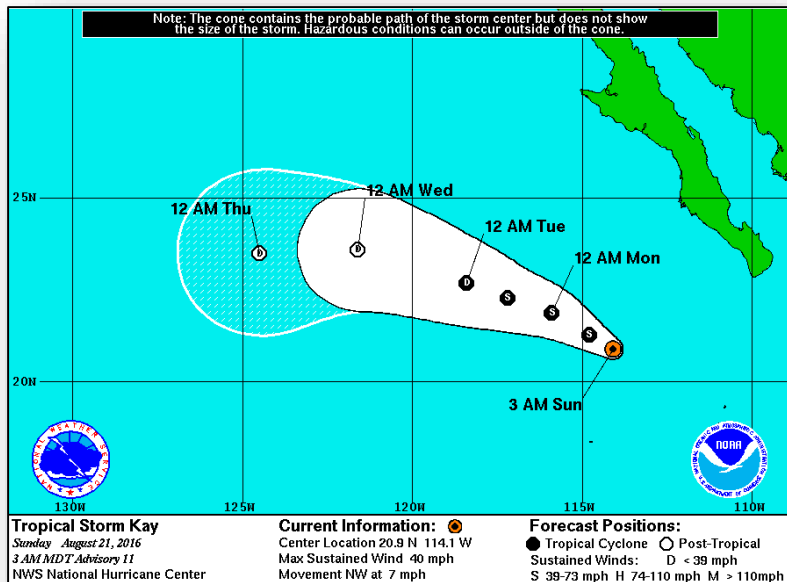 Note: The cone contains the probable path of the storm center but does not show
the size of the storm. Hazardous conditions can occur outside of the cone.
25N
12 AM Wed
12 AM Thu
D
D
12 AM Tue
D
12 AM Mon
S
S
S
20N
3 AM Sun
NATIONAL WEATHER SERVICE
NOAA
130W
125W
120W
115W
110W
Tropical Storm Kay
Sunday August 21, 2016
3 AM MDT Advisory 11
NWS National Hurricane Center
Current Information:
Center Location 20.9 N 114.1 W
Max Sustained Wind 40 mph
Movement NW at 7 mph
Forecast Positions:
Tropical Cyclone Post-Tropical
Sustained Winds: D < 39 mph
S 39-73 mph H 74-110 mph M > 110mph